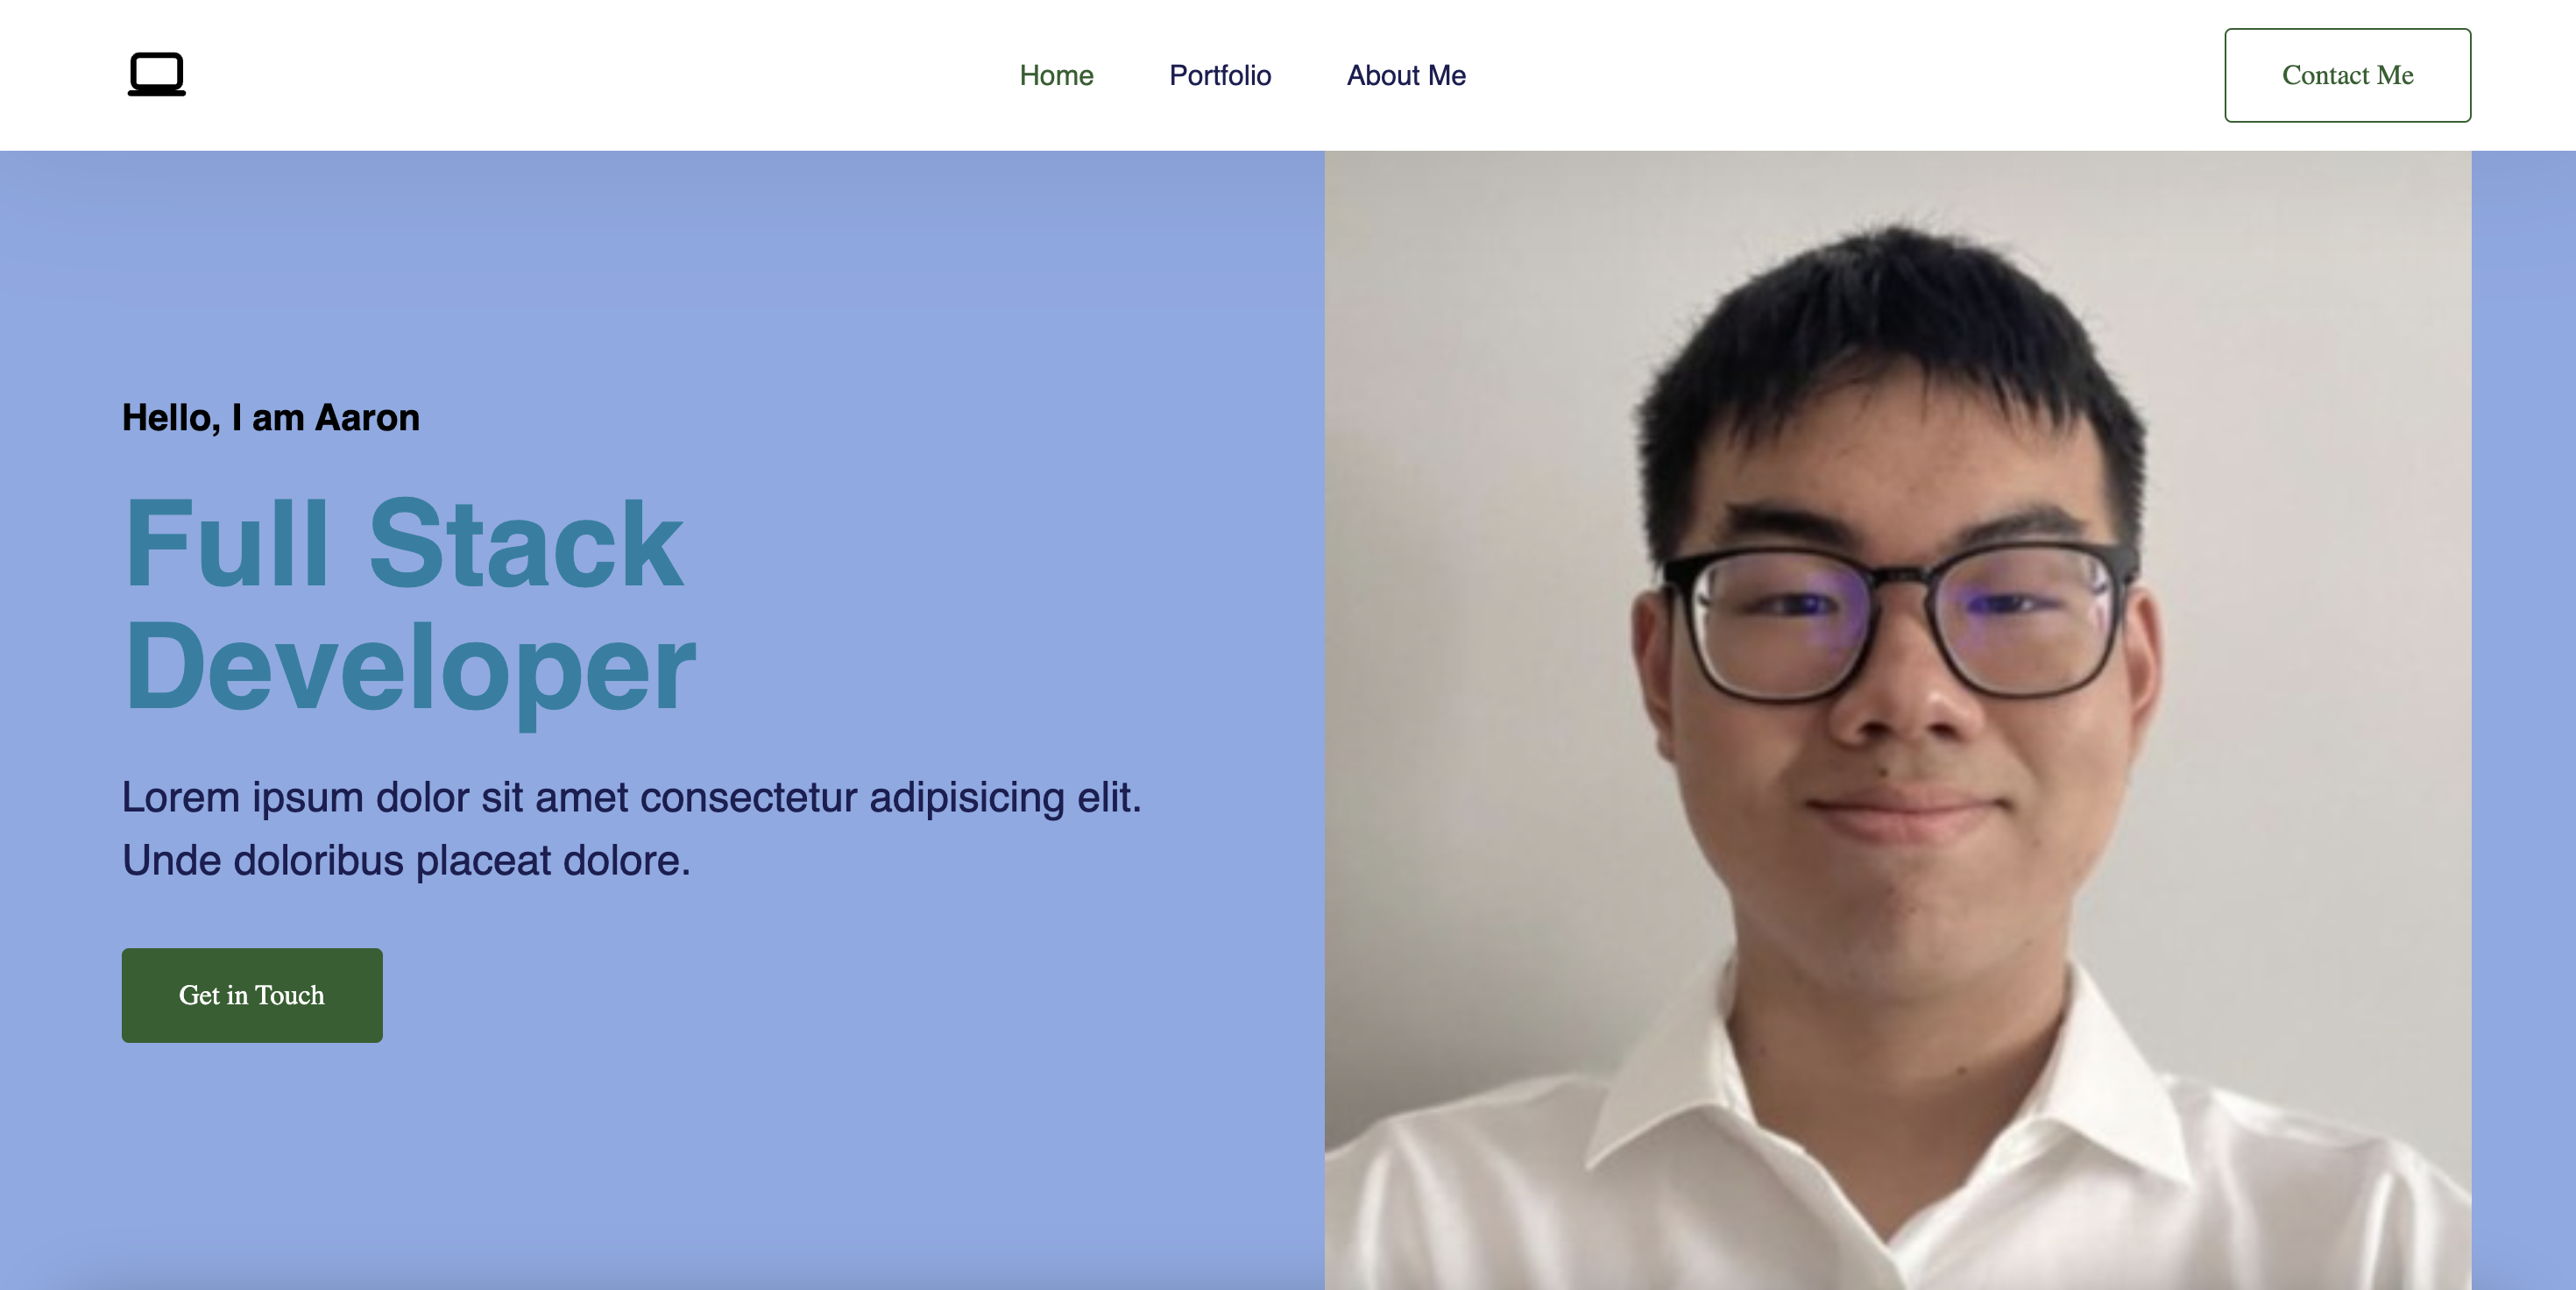 Home Portfolio About Me Contact Me
Hello, I am Aaron
Full Stack
Developer
Lorem ipsum dolor sit amet consectetur adipisicing elit.
Unde doloribus placeat dolore.
Get in Touch